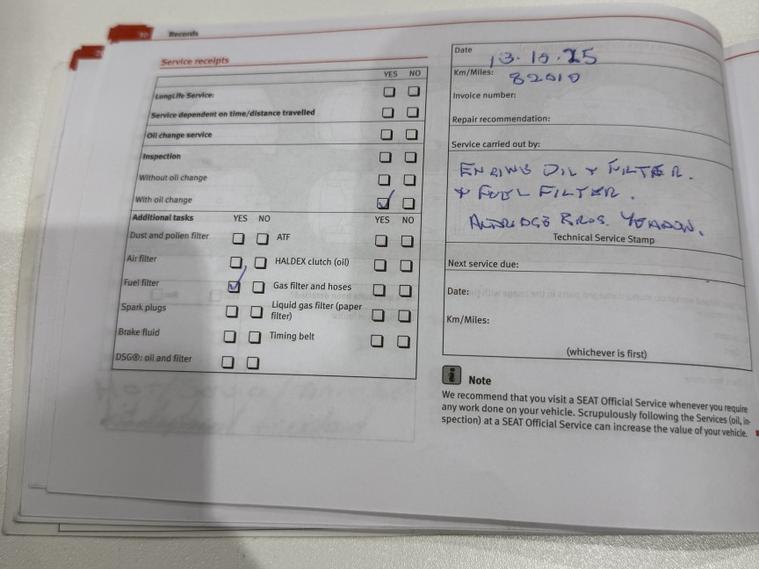 30 Records
Service receipts
YES NO
LongLife Service:
Service dependent on time/distance travelled
Oil change service
Inspection
Without oil change
With oil change
Additional tasks YES NO YES NO
Dust and pollen filter ATF
Air filter HALDEX clutch (oil)
Fuel filter Gas filter and hoses
Spark plugs Liquid gas filter (paper
filter)
Brake fluid Timing belt
DSG®: oil and filter
Date 13.10.25
Km/Miles: 82010
Invoice number:
Repair recommendation:
Service carried out by:
ENGINE OIL & FILTER.
& FUEL FILTER.
BROS. YEADON.
Technical Service Stamp
Next service due:
Date:
Km/Miles:
(whichever is first)
Note
We recommend that you visit a SEAT Official Service whenever you require
any work done on your vehicle. Scrupulously following the Services (oil, in-
spection) at a SEAT Official Service can increase the value of your vehicle.